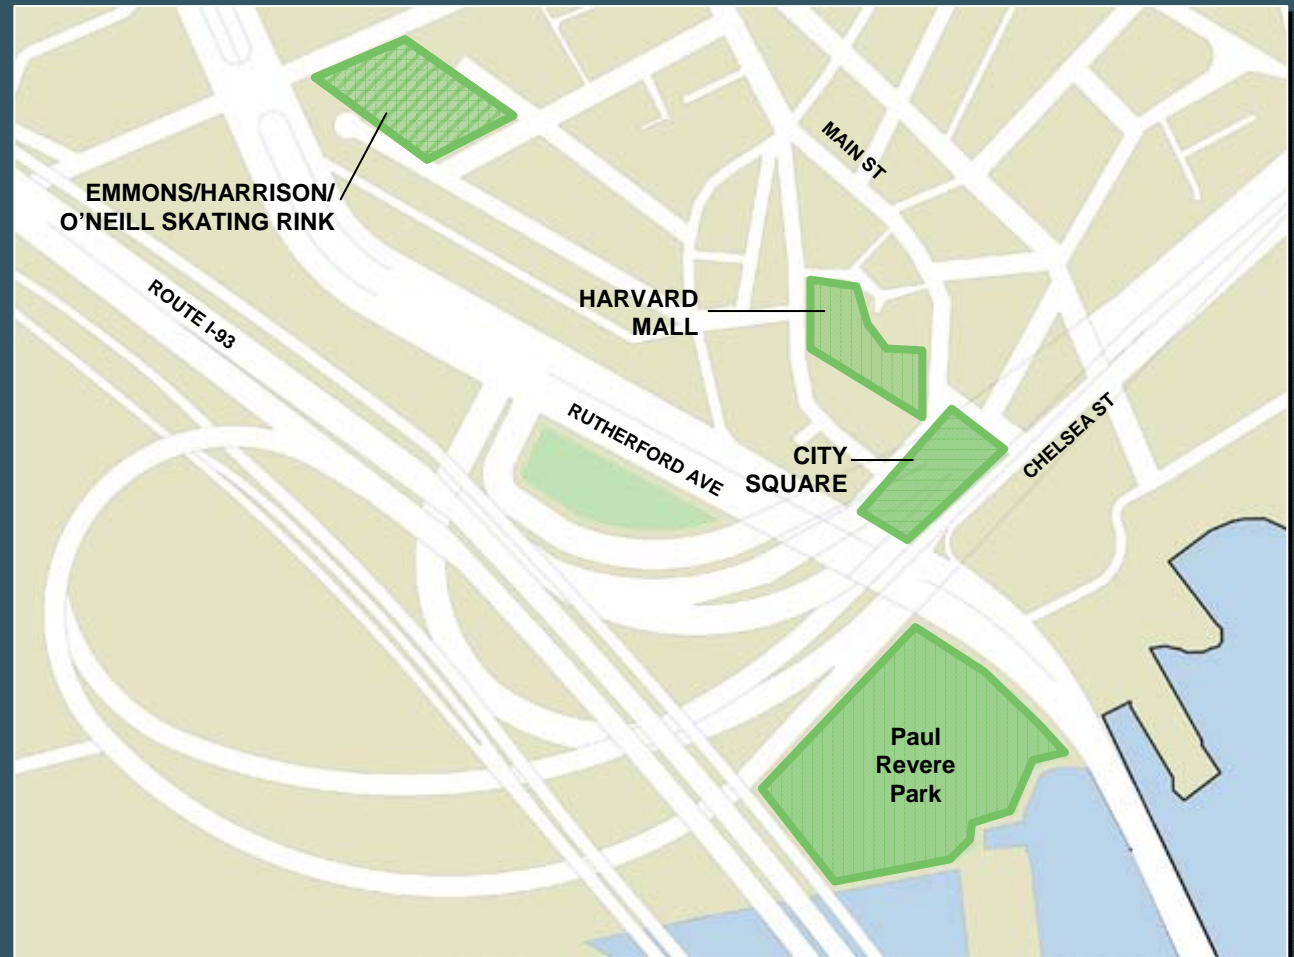 MAIN ST
EMMONS/HARRISON/
O'NEILL SKATING RINK
ROUTE I-93
HARVARD
MALL
RUTHERFORD AVE
CITY
SQUARE
CHELSEA ST
Paul
Revere
Park